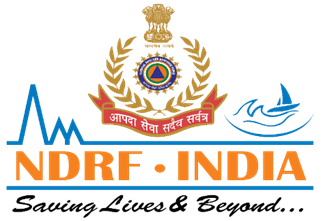 आपदा सेवा सदैव सर्वत्र
NDRF · INDIA
Saving Lives & Beyond...